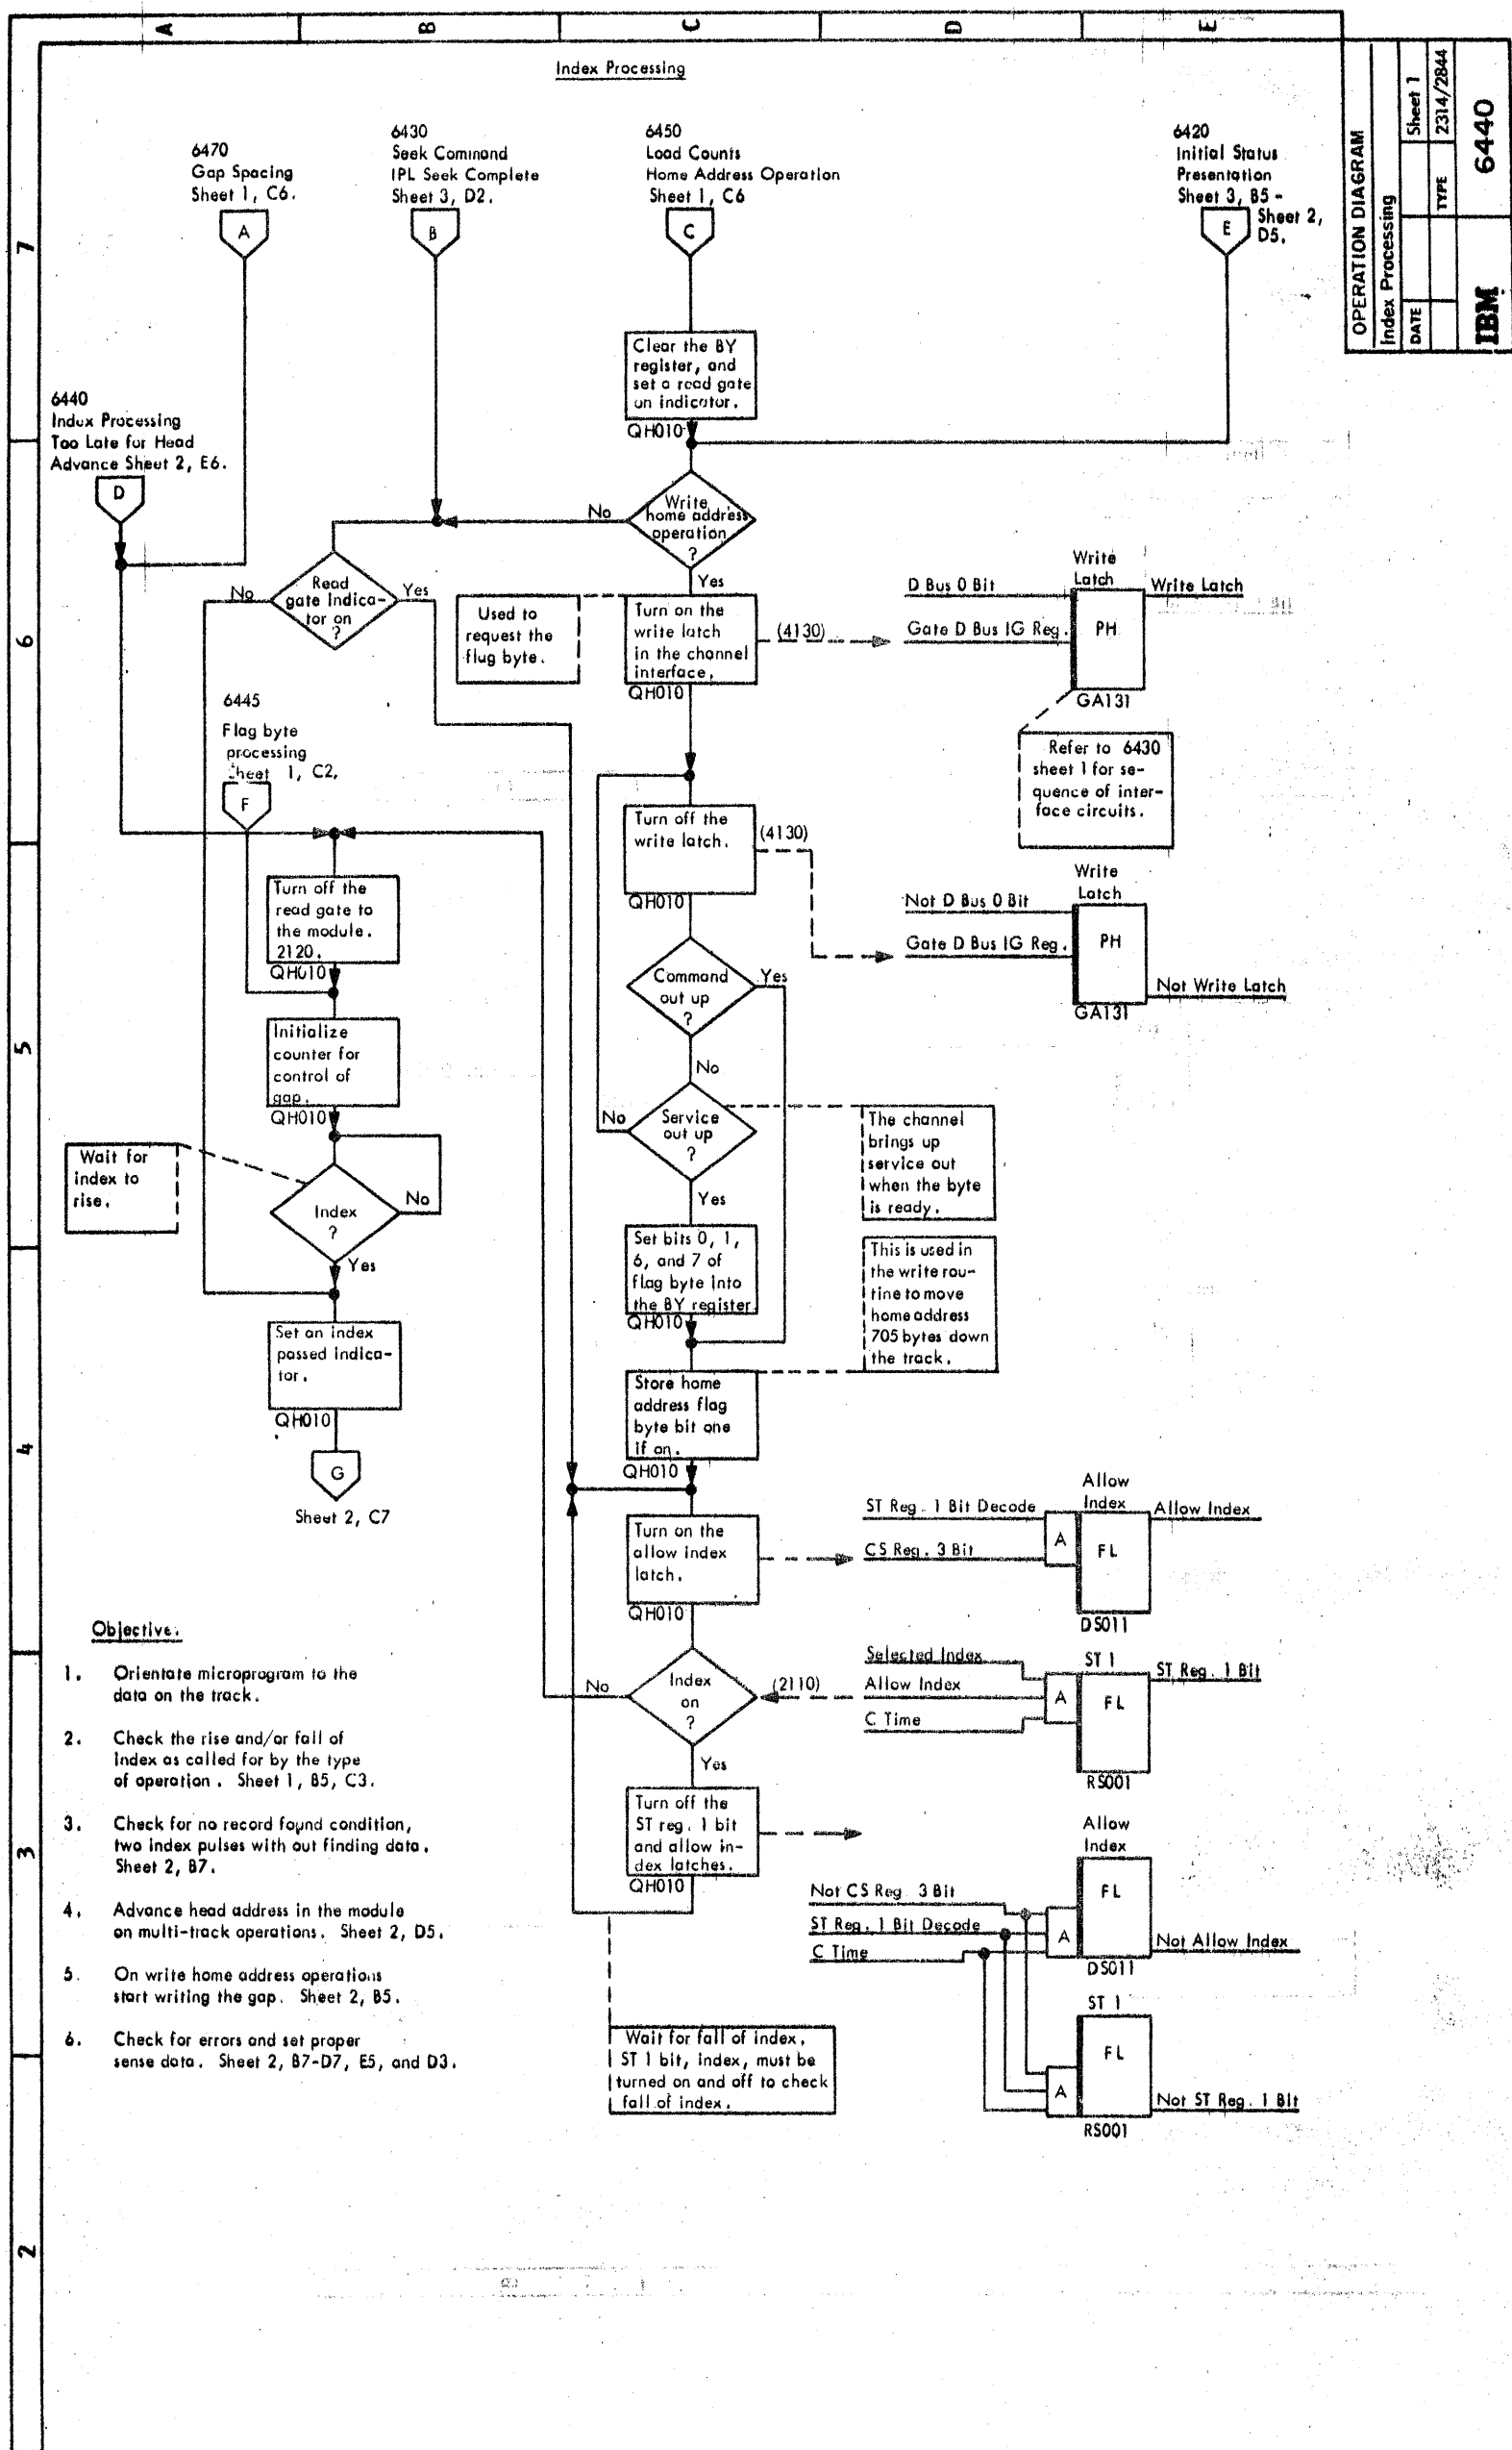 A
B
C
D
E
Index Processing
OPERATION DIAGRAM
Index Processing
Sheet 1
DATE
TYPE
2314/2844
IBM
6440
7
6
5
4
3
2
6470
Gap Spacing
Sheet 1, C6.
A
6430
Seek Command
IPL Seek Complete
Sheet 3, D2.
B
6450
Load Counts
Home Address Operation
Sheet 1, C6
C
6420
Initial Status
Presentation
Sheet 3, B5 -
Sheet 2,
D5.
E
Clear the BY
register, and
set a read gate
on indicator.
QH010
6440
Index Processing
Too Late for Head
Advance Sheet 2, E6.
D
Write
home address
operation
?
No
Yes
Read
gate indica-
tor on
?
No
Yes
Used to
request the
flug byte.
Turn on the
write latch
in the channel
interface.
QH010
(4130)
D Bus 0 Bit
Gate D Bus IG Reg.
Write
Latch
PH
GA131
Write Latch
Refer to 6430
sheet 1 for se-
quence of inter-
face circuits.
6445
Flag byte
processing
Sheet 1, C2.
F
Turn off the
write latch.
QH010
(4130)
Not D Bus 0 Bit
Gate D Bus IG Reg.
Write
Latch
PH
GA131
Not Write Latch
Turn off the
read gate to
the module.
2120.
QH010
Command
out up
?
Yes
No
Initialize
counter for
control of
gap.
QH010
Service
out up
?
No
Yes
The channel
brings up
service out
when the byte
is ready.
Wait for
index to
rise.
Index
?
No
Yes
Set bits 0, 1,
6, and 7 of
flag byte into
the BY register
QH010
This is used in
the write rou-
tine to move
home address
705 bytes down
the track.
Set an index
passed indica-
tor.
QH010
G
Sheet 2, C7
Store home
address flag
byte bit one
if on.
QH010
Turn on the
allow index
latch.
QH010
ST Reg. 1 Bit Decode
CS Reg. 3 Bit
A
Allow
Index
FL
DS011
Allow Index
Index
on
?
No
Yes
(2110)
Selected Index
Allow Index
C Time
A
ST 1
FL
RS001
ST Reg. 1 Bit
Turn off the
ST reg. 1 bit
and allow in-
dex latches.
QH010
Not CS Reg. 3 Bit
ST Reg. 1 Bit Decode
C Time
A
Allow
Index
FL
DS011
Not Allow Index
A
ST 1
FL
RS001
Not ST Reg. 1 Bit
Wait for fall of index.
ST 1 bit, index, must be
turned on and off to check
fall of index.
Objective:
1. Orientate microprogram to the
data on the track.
2. Check the rise and/or fall of
Index as called for by the type
of operation. Sheet 1, B5, C3.
3. Check for no record found condition,
two index pulses with out finding data.
Sheet 2, B7.
4. Advance head address in the module
on multi-track operations. Sheet 2, D5.
5. On write home address operations
start writing the gap. Sheet 2, B5.
6. Check for errors and set proper
sense data. Sheet 2, B7-D7, E5, and D3.